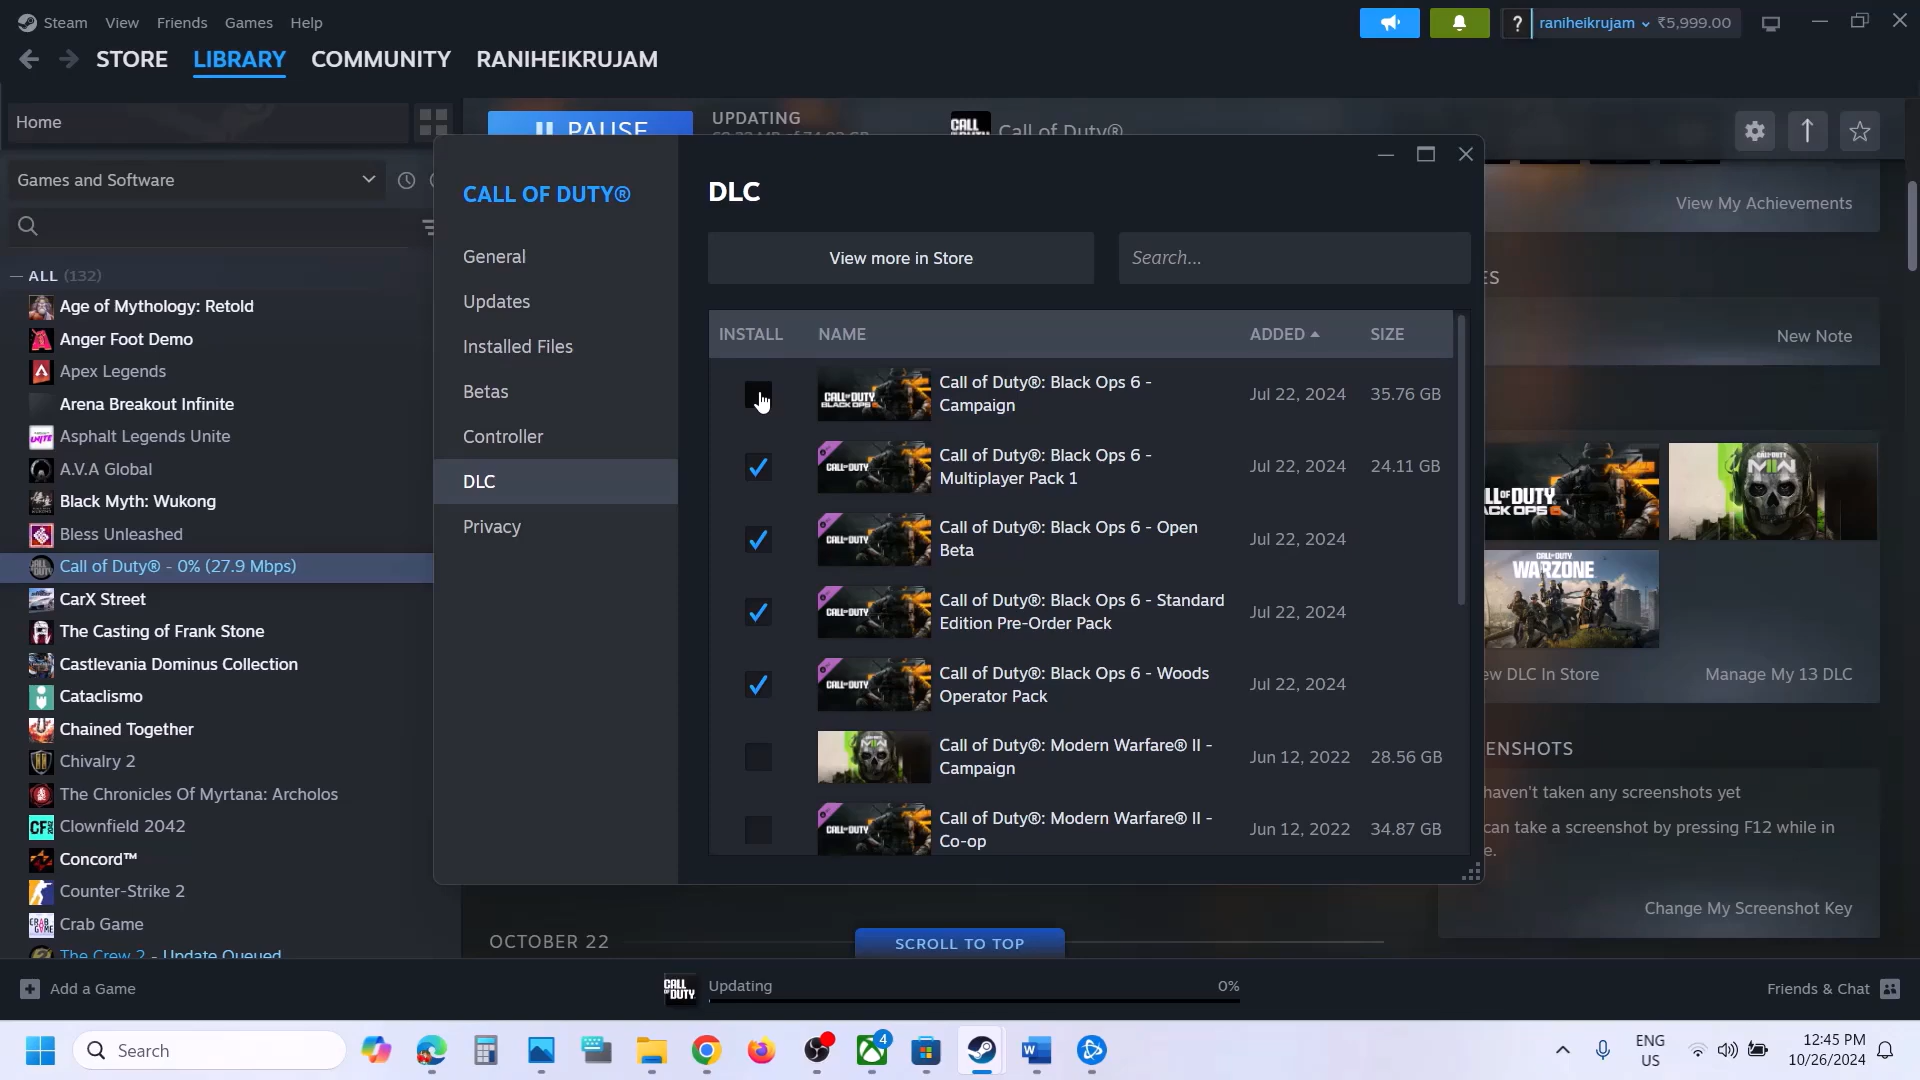 Steam View Friends Games Help
? raniheikrujam ₹5,999.00
STORE LIBRARY COMMUNITY RANIHEIKRUJAM
Home
PAUSE
UPDATING
Call of Duty®
Games and Software
View My Achievements
ALL (132)
Age of Mythology: Retold
Anger Foot Demo
Apex Legends
Arena Breakout Infinite
Asphalt Legends Unite
A.V.A Global
Black Myth: Wukong
Bless Unleashed
Call of Duty® - 0% (27.9 Mbps)
CarX Street
The Casting of Frank Stone
Castlevania Dominus Collection
Cataclismo
Chained Together
Chivalry 2
The Chronicles Of Myrtana: Archolos
Clownfield 2042
Concord™
Counter-Strike 2
Crab Game
The Crew 2 - Update Queued
CALL OF DUTY®
General
Updates
Installed Files
Betas
Controller
DLC
Privacy
DLC
View more in Store
Search...
INSTALL NAME ADDED SIZE
Call of Duty®: Black Ops 6 -
Campaign
Jul 22, 2024 35.76 GB
Call of Duty®: Black Ops 6 -
Multiplayer Pack 1
Jul 22, 2024 24.11 GB
Call of Duty®: Black Ops 6 - Open
Beta
Jul 22, 2024
Call of Duty®: Black Ops 6 - Standard
Edition Pre-Order Pack
Jul 22, 2024
Call of Duty®: Black Ops 6 - Woods
Operator Pack
Jul 22, 2024
Call of Duty®: Modern Warfare® II -
Campaign
Jun 12, 2022 28.56 GB
Call of Duty®: Modern Warfare® II -
Co-op
Jun 12, 2022 34.87 GB
ES
New Note
WARZONE
ew DLC In Store
Manage My 13 DLC
ENSHOTS
haven't taken any screenshots yet
can take a screenshot by pressing F12 while in
e.
Change My Screenshot Key
OCTOBER 22
SCROLL TO TOP
Add a Game
Updating 0%
Friends & Chat
Search
4
ENG
US
12:45 PM
10/26/2024